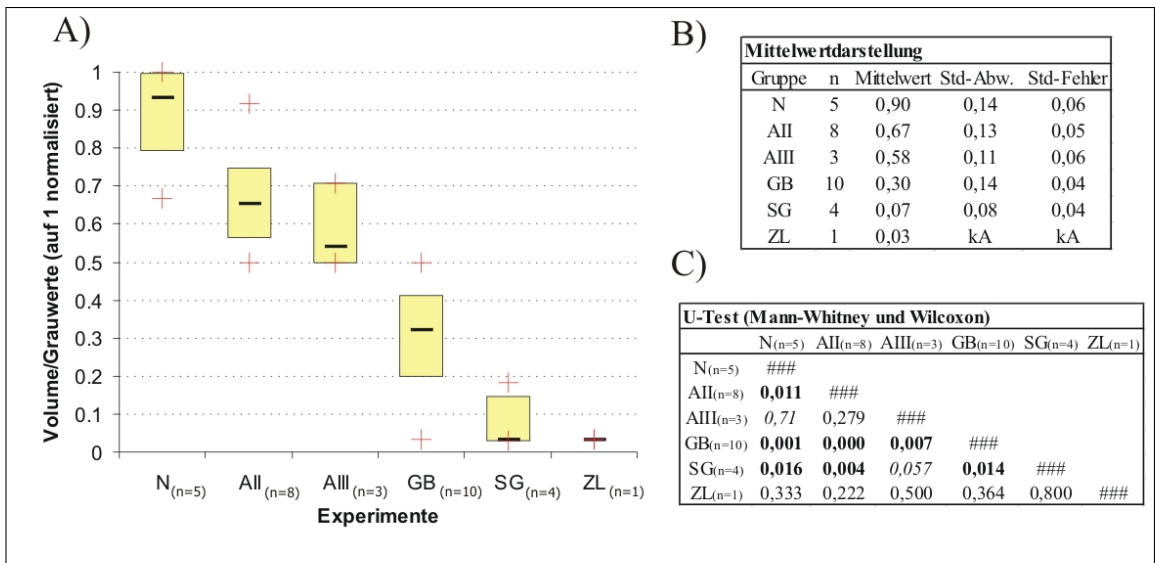 A)
Volume/Grauwerte (auf 1 normalisiert)
1
0.9
0.8
0.7
0.6
0.5
0.4
0.3
0.2
0.1
0
N(n=5) AII(n=8) AIII(n=3) GB(n=10) SG(n=4) ZL(n=1)
Experimente
B)
Mittelwertdarstellung
Gruppe n Mittelwert Std-Abw. Std-Fehler
N 5 0,90 0,14 0,06
AII 8 0,67 0,13 0,05
AIII 3 0,58 0,11 0,06
GB 10 0,30 0,14 0,04
SG 4 0,07 0,08 0,04
ZL 1 0,03 kA kA
C)
U-Test (Mann-Whitney und Wilcoxon)
N(n=5) AII(n=8) AIII(n=3) GB(n=10) SG(n=4) ZL(n=1)
N(n=5) ###
AII(n=8) 0,011 ###
AIII(n=3) 0,71 0,279 ###
GB(n=10) 0,001 0,000 0,007 ###
SG(n=4) 0,016 0,004 0,057 0,014 ###
ZL(n=1) 0,333 0,222 0,500 0,364 0,800 ###